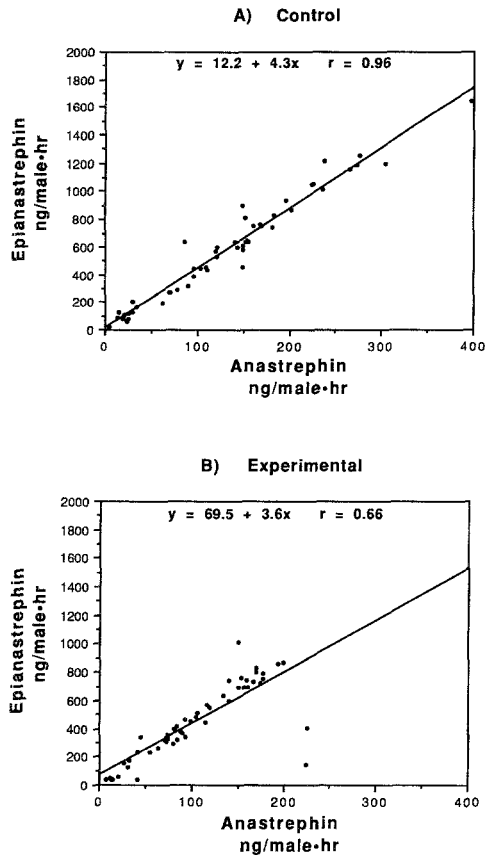 A) Control
y = 12.2 + 4.3x r = 0.96
2000
1800
1600
1400
1200
1000
800
600
400
200
0
Epianastrephin
ng/male•hr
0 100 200 300 400
Anastrephin
ng/male•hr
B) Experimental
y = 69.5 + 3.6x r = 0.66
2000
1800
1600
1400
1200
1000
800
600
400
200
0
Epianastrephin
ng/male•hr
0 100 200 300 400
Anastrephin
ng/male•hr